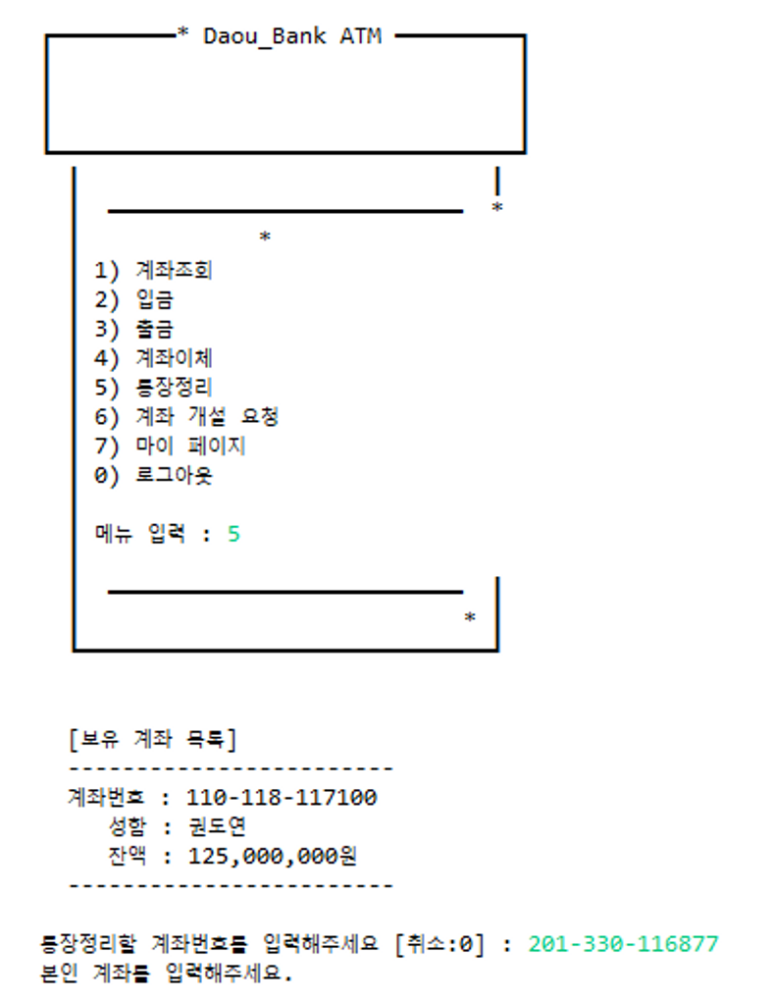 * Daou_Bank ATM
*
*
1) 계좌조회
2) 입금
3) 출금
4) 계좌이체
5) 통장정리
6) 계좌 개설 요청
7) 마이 페이지
0) 로그아웃
메뉴 입력 : 5
*
[보유 계좌 목록]
------------------------
계좌번호 : 110-118-117100
성함 : 권도연
잔액 : 125,000,000원
------------------------
통장정리할 계좌번호를 입력해주세요 [취소:0] : 201-330-116877
본인 계좌를 입력해주세요.